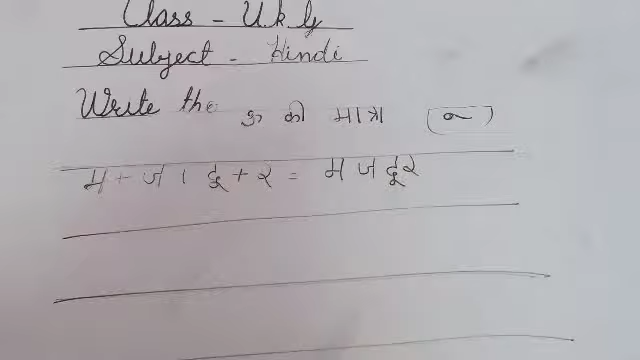 Class - U.k.g
Subject - Hindi
Write the ऊ की मात्रा ( ू )
म + ज + दू + र = मजदूर